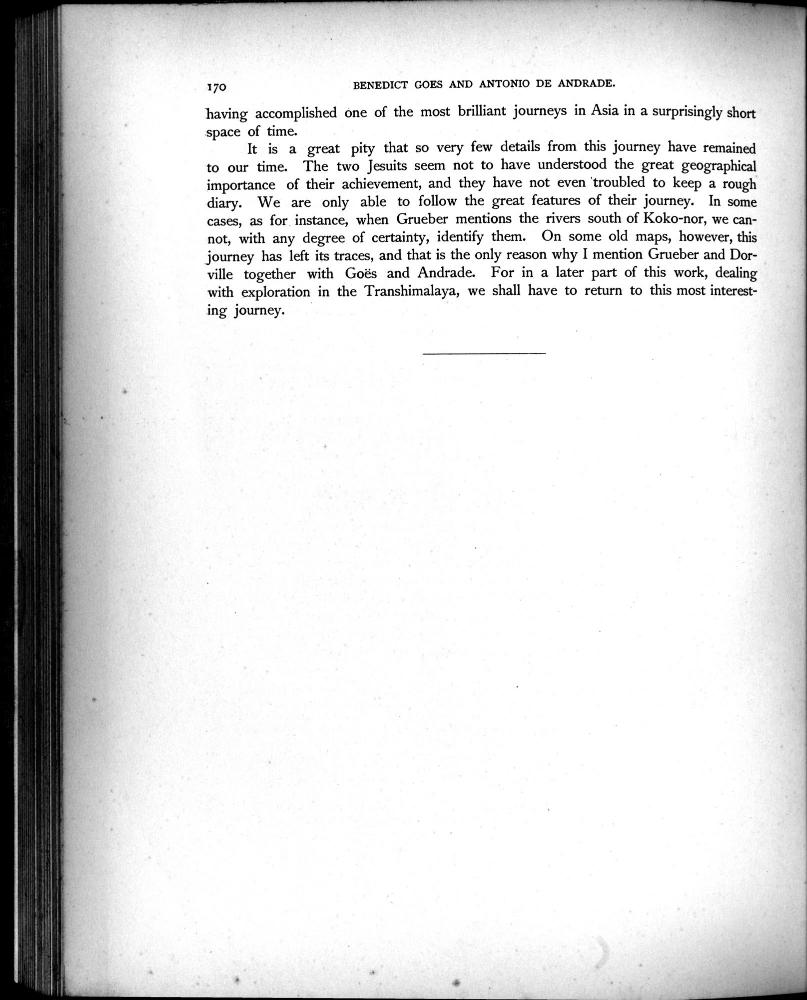 170 BENEDICT GOES AND ANTONIO DE ANDRADE.
having accomplished one of the most brilliant journeys in Asia in a surprisingly short
space of time.
It is a great pity that so very few details from this journey have remained
to our time. The two Jesuits seem not to have understood the great geographical
importance of their achievement, and they have not even troubled to keep a rough
diary. We are only able to follow the great features of their journey. In some
cases, as for instance, when Grueber mentions the rivers south of Koko-nor, we can-
not, with any degree of certainty, identify them. On some old maps, however, this
journey has left its traces, and that is the only reason why I mention Grueber and Dor-
ville together with Goës and Andrade. For in a later part of this work, dealing
with exploration in the Transhimalaya, we shall have to return to this most interest-
ing journey.